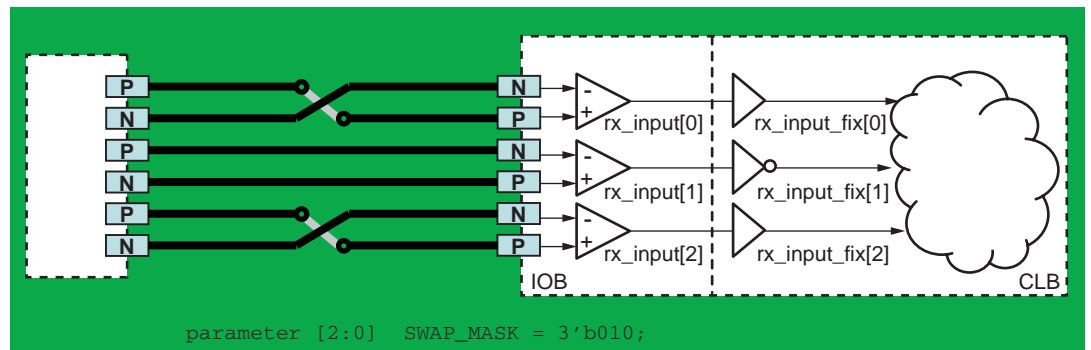 P N
- rx_input[0] rx_input_fix[0]
N + P
P N
- rx_input[1] rx_input_fix[1]
N + P
P N
- rx_input[2] rx_input_fix[2]
N + P
IOB CLB
parameter [2:0] SWAP_MASK = 3’b010;